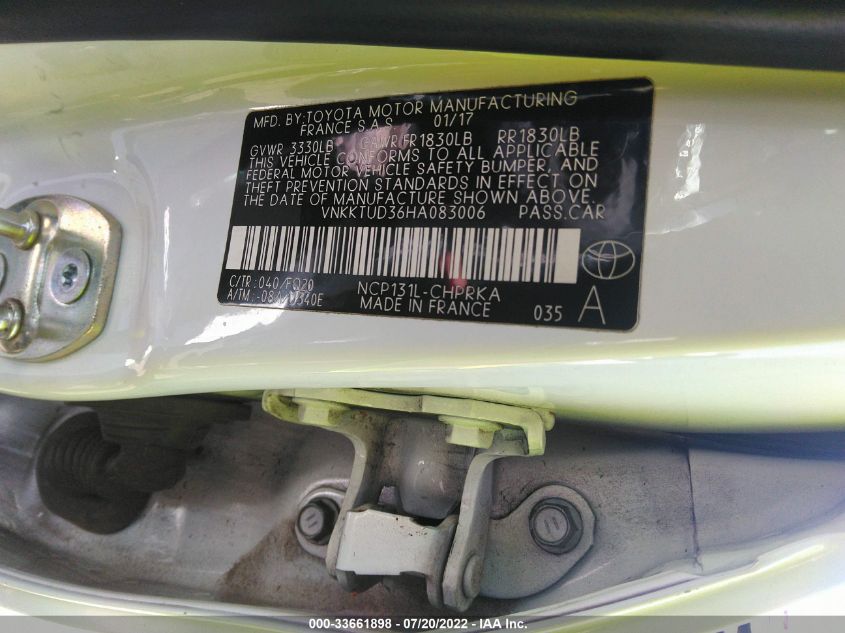 MFD. BY:TOYOTA MOTOR MANUFACTURING
FRANCE S.A.S. 01/17
GVWR 3330LB GAWR FR1830LB RR1830LB
THIS VEHICLE CONFORMS TO ALL APPLICABLE
FEDERAL MOTOR VEHICLE SAFETY BUMPER, AND
THEFT PREVENTION STANDARDS IN EFFECT ON
THE DATE OF MANUFACTURE SHOWN ABOVE.
VNKKTUD36HA083006 PASS.CAR
C/TR: 040/FQ20 NCP131L-CHPRKA
A/TM: MADE IN FRANCE 035 A
000-33661898 - 07/20/2022 - IAA Inc.